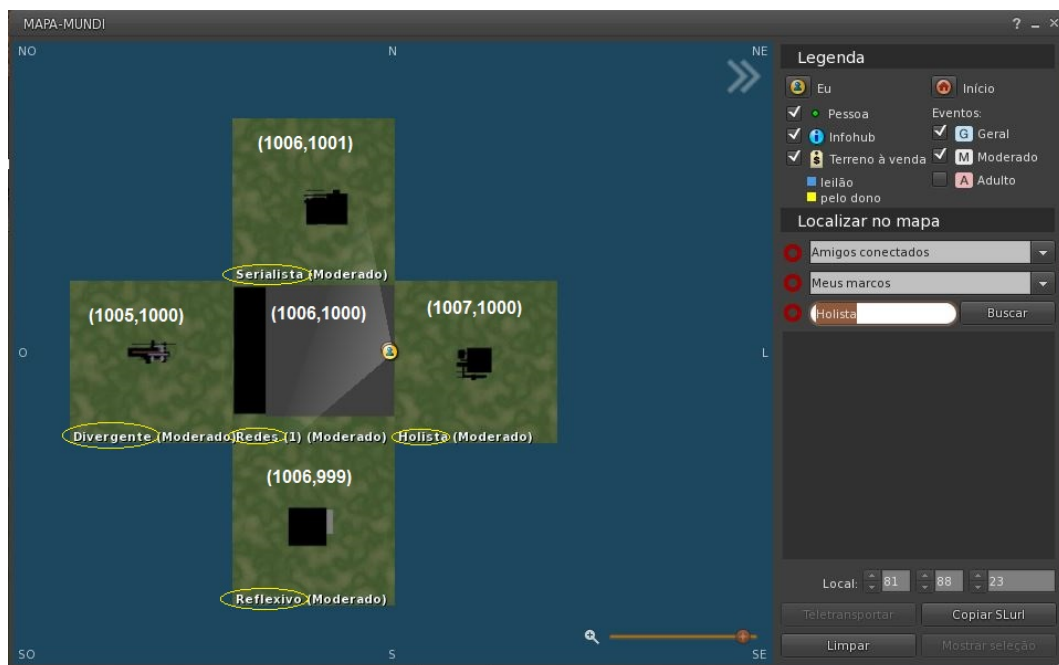 MAPA-MUNDI
? – ×
NO N NE
(1006,1001)
Serialista (Moderado)
(1005,1000)
(1006,1000)
(1007,1000)
O L
Divergente (Moderado)
Redes (1) (Moderado)
Holista (Moderado)
(1006,999)
Reflexivo (Moderado)
SO S SE
Legenda
Eu
Início
Pessoa
Eventos:
Infohub
G Geral
Terreno à venda
M Moderado
leilão
A Adulto
pelo dono
Localizar no mapa
Amigos conectados
Meus marcos
Holista
Buscar
Local: 81 88 23
Teletransportar
Copiar SLurl
Limpar
Mostrar seleção